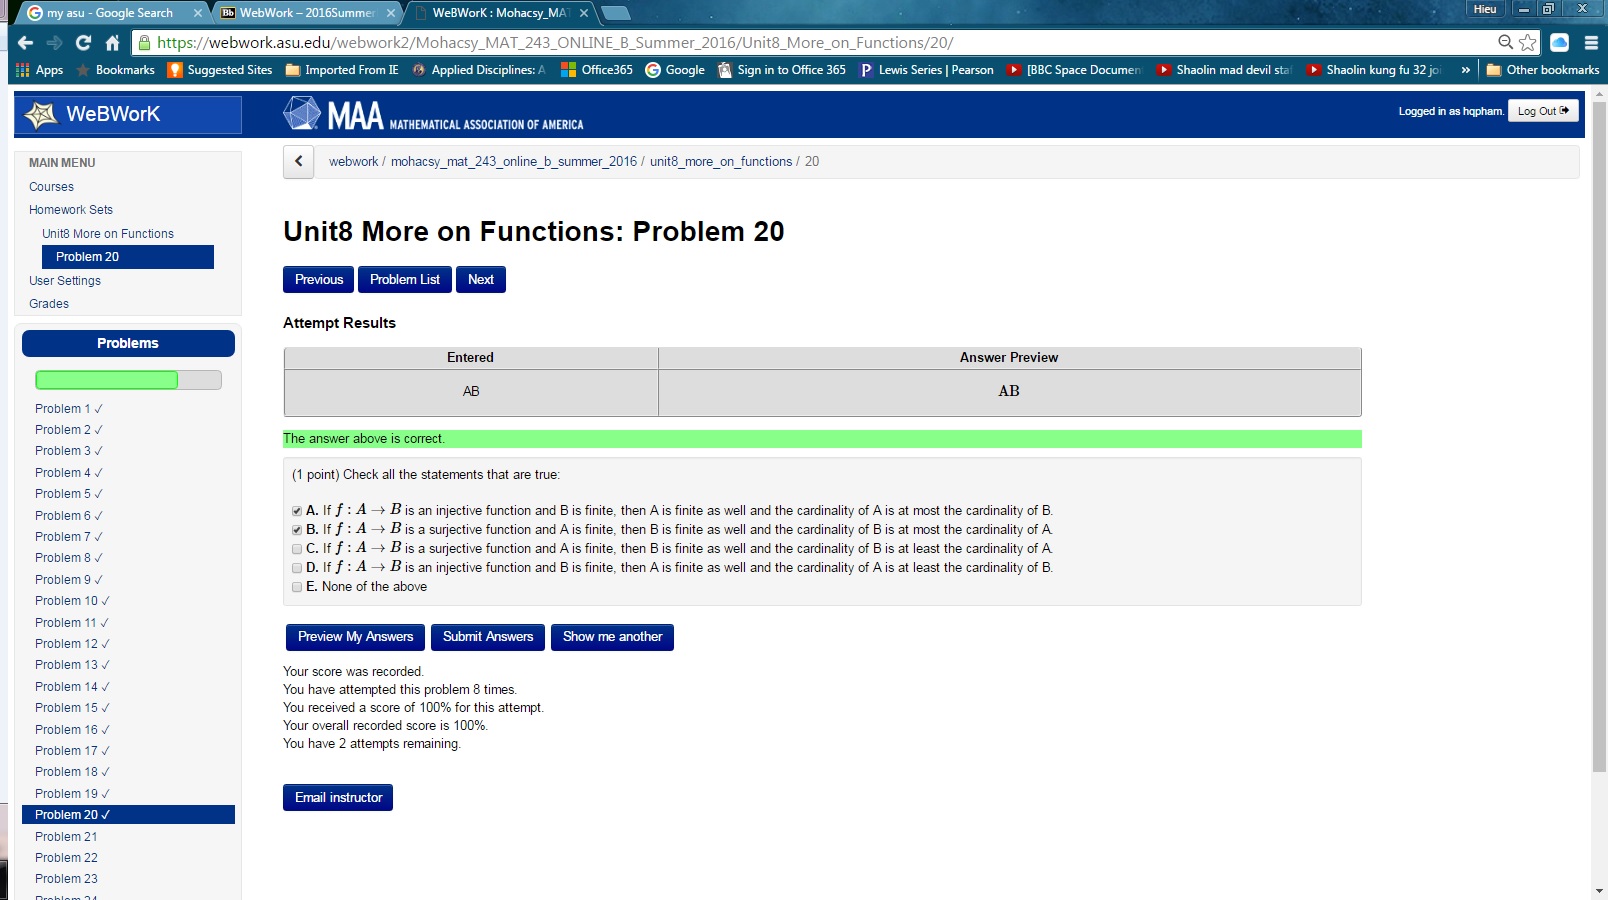 my asu - Google Search
Bb WebWork – 2016Summer
WeBWorK : Mohacsy_MAT
Hieu
https://webwork.asu.edu/webwork2/Mohacsy_MAT_243_ONLINE_B_Summer_2016/Unit8_More_on_Functions/20/
Apps Bookmarks Suggested Sites Imported From IE Applied Disciplines: A Office365 Google Sign in to Office 365 Lewis Series | Pearson [BBC Space Documen Shaolin mad devil sta Shaolin kung fu 32 joi » Other bookmarks
WeBWorK
MAA MATHEMATICAL ASSOCIATION OF AMERICA
Logged in as hqpham. Log Out
MAIN MENU
Courses
Homework Sets
Unit8 More on Functions
Problem 20
User Settings
Grades
Problems
Problem 1 ✓
Problem 2 ✓
Problem 3 ✓
Problem 4 ✓
Problem 5 ✓
Problem 6 ✓
Problem 7 ✓
Problem 8 ✓
Problem 9 ✓
Problem 10 ✓
Problem 11 ✓
Problem 12 ✓
Problem 13 ✓
Problem 14 ✓
Problem 15 ✓
Problem 16 ✓
Problem 17 ✓
Problem 18 ✓
Problem 19 ✓
Problem 20 ✓
Problem 21
Problem 22
Problem 23
Problem 24
webwork / mohacsy_mat_243_online_b_summer_2016 / unit8_more_on_functions / 20
Unit8 More on Functions: Problem 20
Previous Problem List Next
Attempt Results
Entered Answer Preview
AB AB
The answer above is correct.
(1 point) Check all the statements that are true:
A. If f : A → B is an injective function and B is finite, then A is finite as well and the cardinality of A is at most the cardinality of B.
B. If f : A → B is a surjective function and A is finite, then B is finite as well and the cardinality of B is at most the cardinality of A.
C. If f : A → B is a surjective function and A is finite, then B is finite as well and the cardinality of B is at least the cardinality of A.
D. If f : A → B is an injective function and B is finite, then A is finite as well and the cardinality of A is at least the cardinality of B.
E. None of the above
Preview My Answers Submit Answers Show me another
Your score was recorded.
You have attempted this problem 8 times.
You received a score of 100% for this attempt.
Your overall recorded score is 100%.
You have 2 attempts remaining.
Email instructor